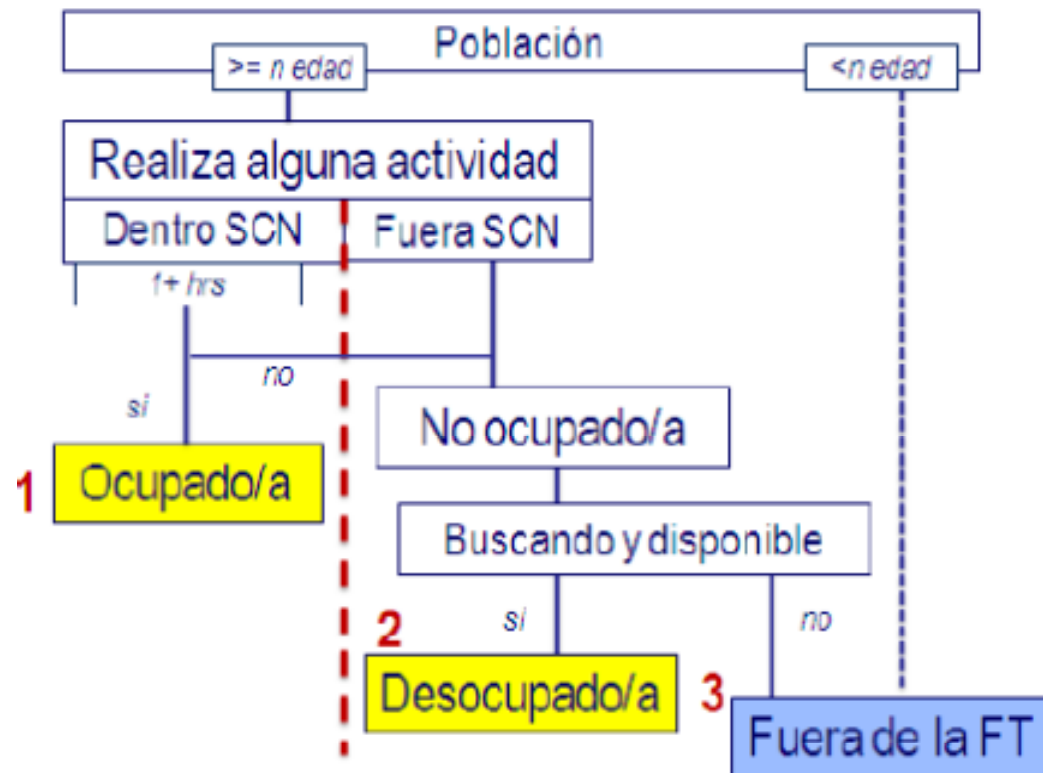 Población
>= n edad
<n edad
Realiza alguna actividad
Dentro SCN
Fuera SCN
1+ hrs
no
si
No ocupado/a
1
Ocupado/a
Buscando y disponible
2
si
no
Desocupado/a
3
Fuera de la FT